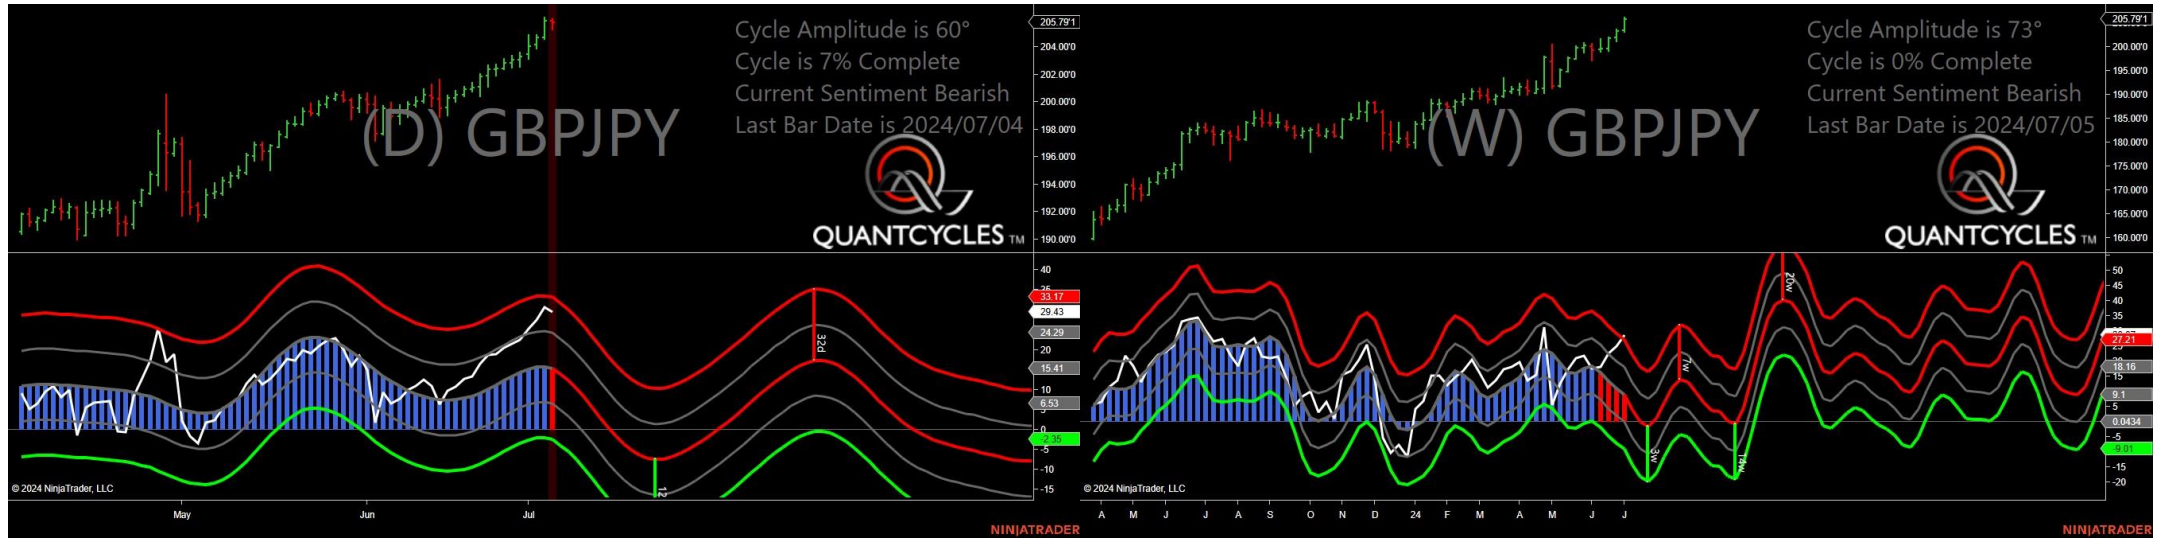 Cycle Amplitude is 60°
Cycle is 7% Complete
Current Sentiment Bearish
Last Bar Date is 2024/07/04
(D) GBPJPY
QUANTCYCLES TM
205.79'1
204.00'0
202.00'0
200.00'0
198.00'0
196.00'0
194.00'0
192.00'0
190.00'0
40
33.17
29.43
24.29
20
15.41
10
6.53
0
-2.35
-5
-10
-15
32d
12
© 2024 NinjaTrader, LLC
May
Jun
Jul
NINJATRADER
Cycle Amplitude is 73°
Cycle is 0% Complete
Current Sentiment Bearish
Last Bar Date is 2024/07/05
(W) GBPJPY
QUANTCYCLES TM
205.79'1
200.00'0
195.00'0
190.00'0
185.00'0
180.00'0
175.00'0
170.00'0
165.00'0
160.00'0
50
45
40
35
27.21
18.16
15
9.1
5
0.0434
-5
-9.01
-15
-20
20w
7w
3w
14w
© 2024 NinjaTrader, LLC
A M J J A S O N D 24 F M A M J J
NINJATRADER